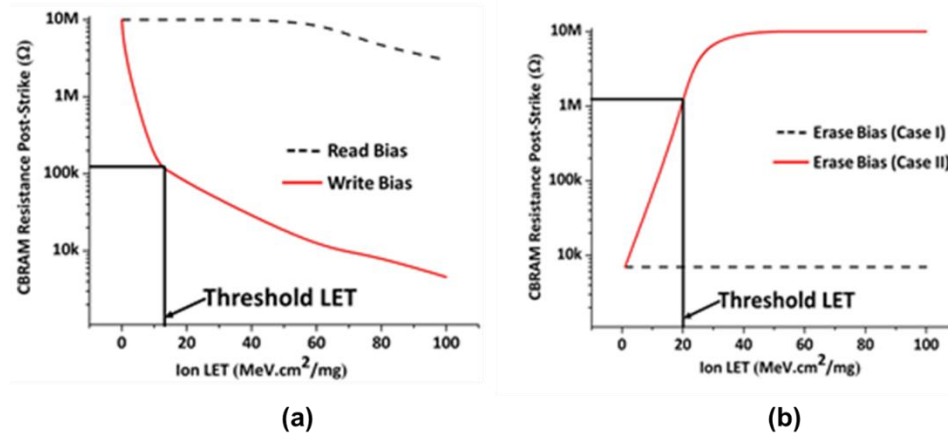 CBRAM Resistance Post-Strike (Ω)
10M
1M
100k
10k
Read Bias
Write Bias
Threshold LET
0
20
40
60
80
100
Ion LET (MeV.cm²/mg)
(a)
CBRAM Resistance Post-Strike (Ω)
10M
1M
100k
10k
Erase Bias (Case I)
Erase Bias (Case II)
Threshold LET
0
20
40
60
80
100
Ion LET (MeV.cm²/mg)
(b)